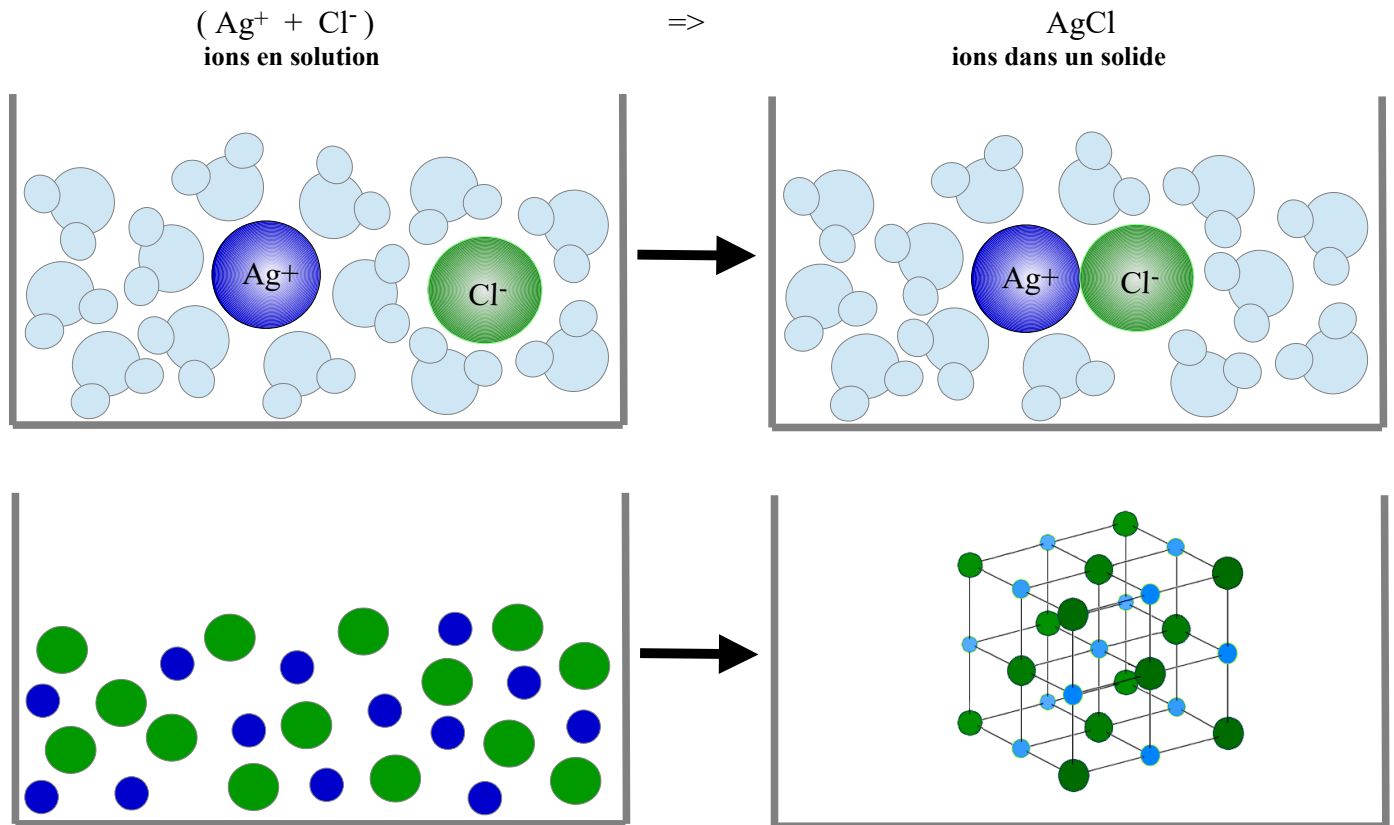 ( Ag⁺ + Cl⁻ ) => AgCl
ions en solution ions dans un solide
Ag+ Cl⁻ Ag+ Cl⁻